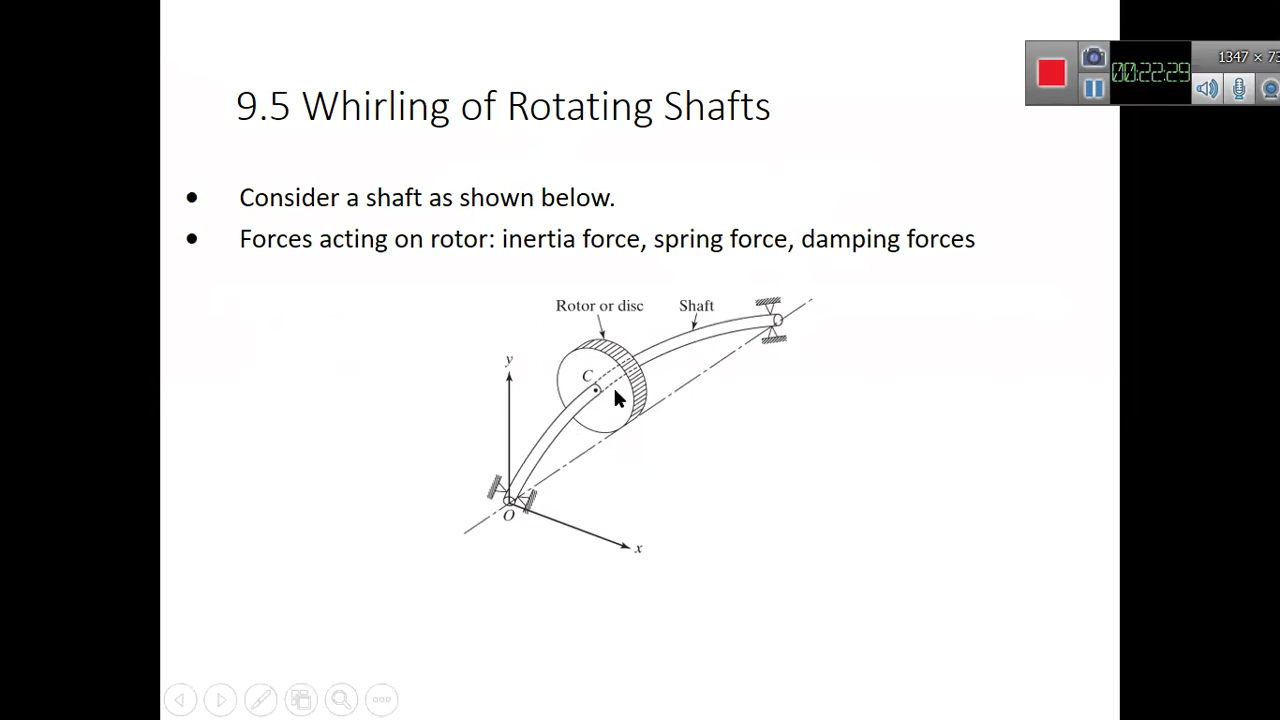 00:22:29
1347 × 73
9.5 Whirling of Rotating Shafts
• Consider a shaft as shown below.
• Forces acting on rotor: inertia force, spring force, damping forces
Rotor or disc
Shaft
y
C
O
x